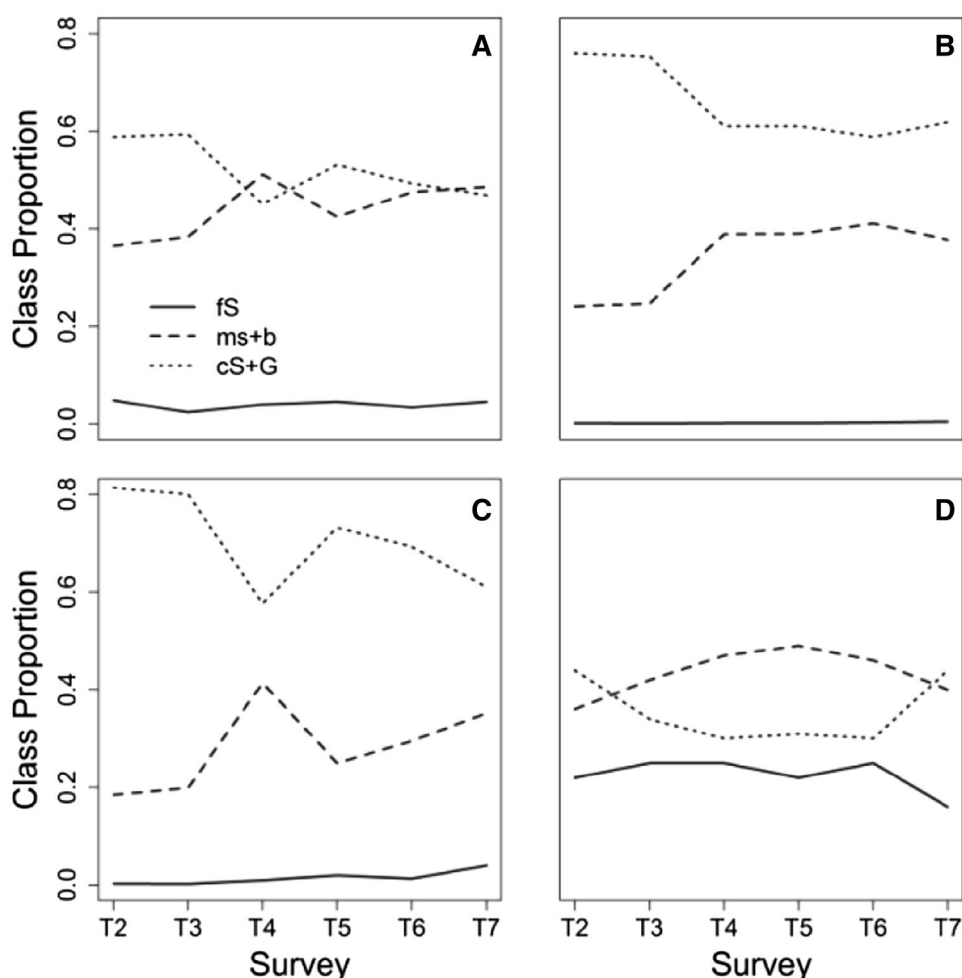 A
B
Class Proportion
0.8
0.6
0.4
0.2
0.0
fS
ms+b
cS+G
C
D
Class Proportion
0.8
0.6
0.4
0.2
0.0
T2 T3 T4 T5 T6 T7
T2 T3 T4 T5 T6 T7
Survey
Survey